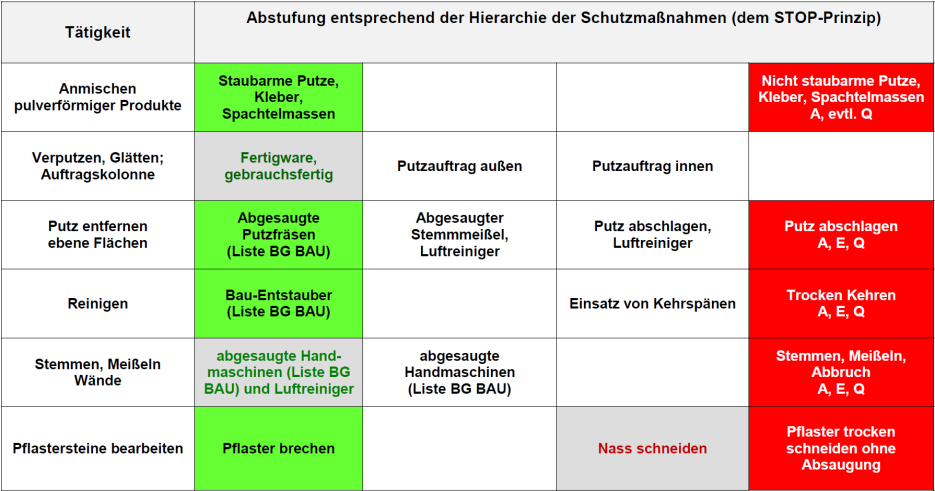 Tätigkeit
Abstufung entsprechend der Hierarchie der Schutzmaßnahmen (dem STOP-Prinzip)
Anmischen
pulverförmiger Produkte
Staubarme Putze,
Kleber,
Spachtelmassen
Nicht staubarme Putze,
Kleber, Spachtelmassen
A, evtl. Q
Verputzen, Glätten;
Auftragskolonne
Fertigware,
gebrauchsfertig
Putzauftrag außen
Putzauftrag innen
Putz entfernen
ebene Flächen
Abgesaugte
Putzfräsen
(Liste BG BAU)
Abgesaugter
Stemmmeißel,
Luftreiniger
Putz abschlagen,
Luftreiniger
Putz abschlagen
A, E, Q
Reinigen
Bau-Entstauber
(Liste BG BAU)
Einsatz von Kehrspänen
Trocken Kehren
A, E, Q
Stemmen, Meißeln
Wände
abgesaugte Hand-
maschinen (Liste BG
BAU) und Luftreiniger
abgesaugte
Handmaschinen
(Liste BG BAU)
Stemmen, Meißeln,
Abbruch
A, E, Q
Pflastersteine bearbeiten
Pflaster brechen
Nass schneiden
Pflaster trocken
schneiden ohne
Absaugung